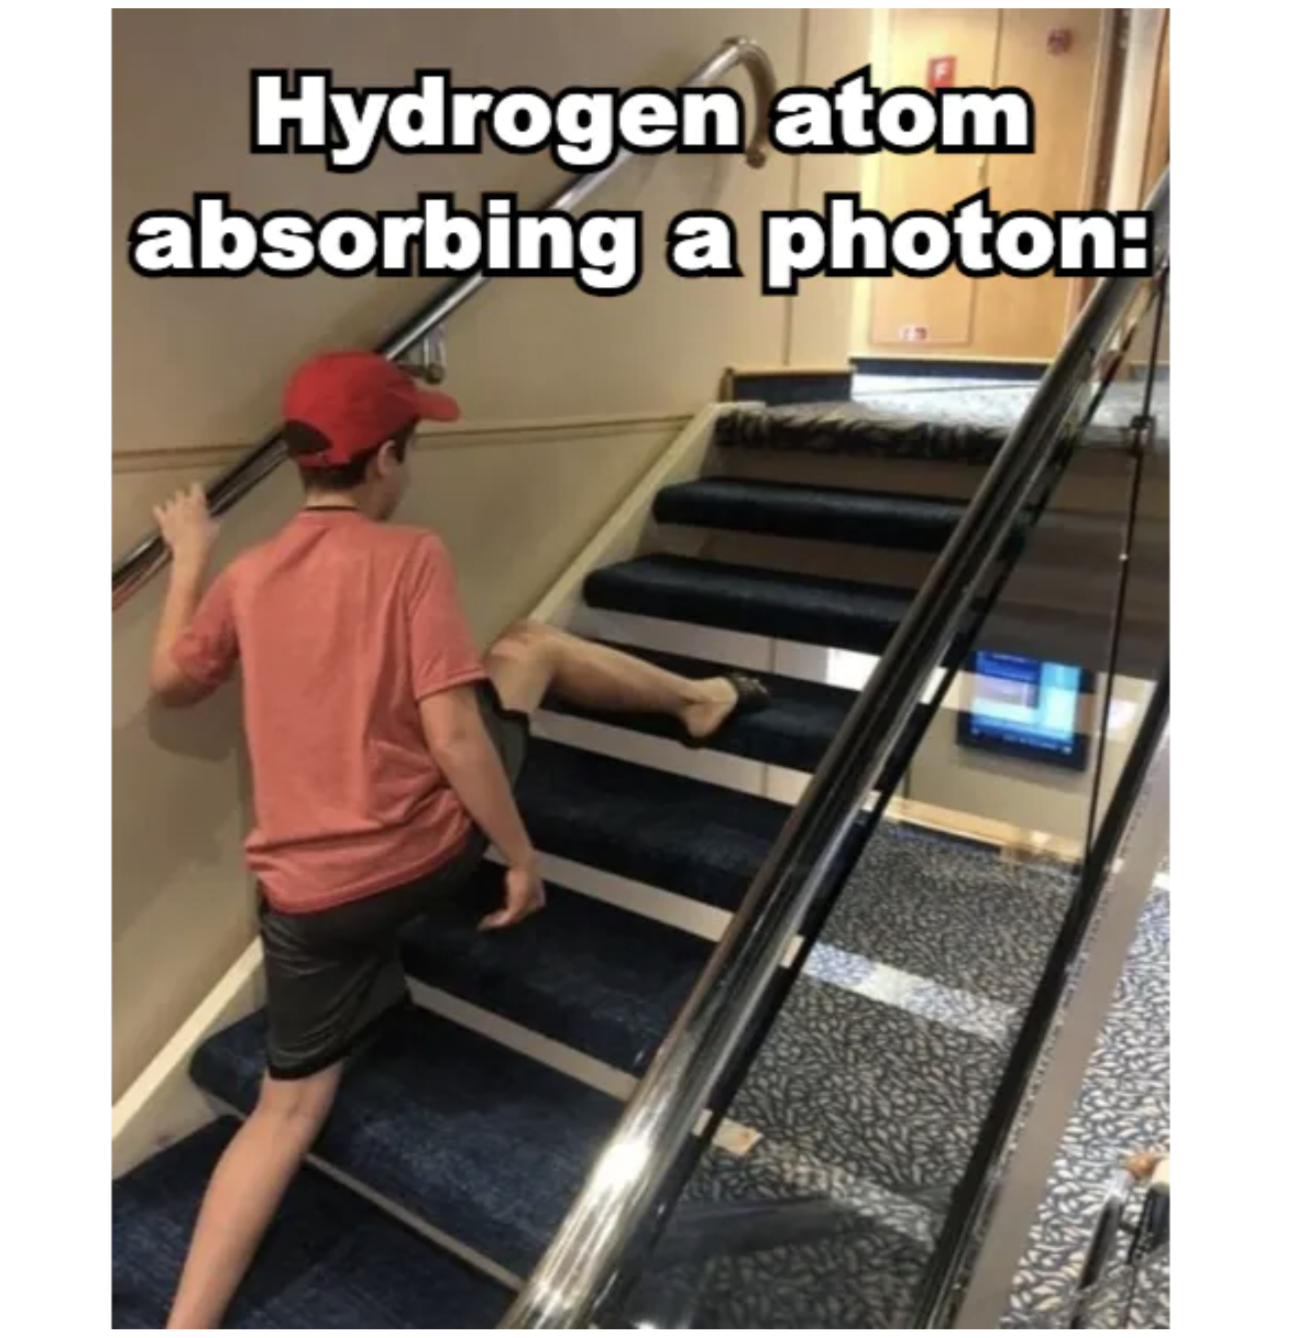 Hydrogen atom
absorbing a photon:
F